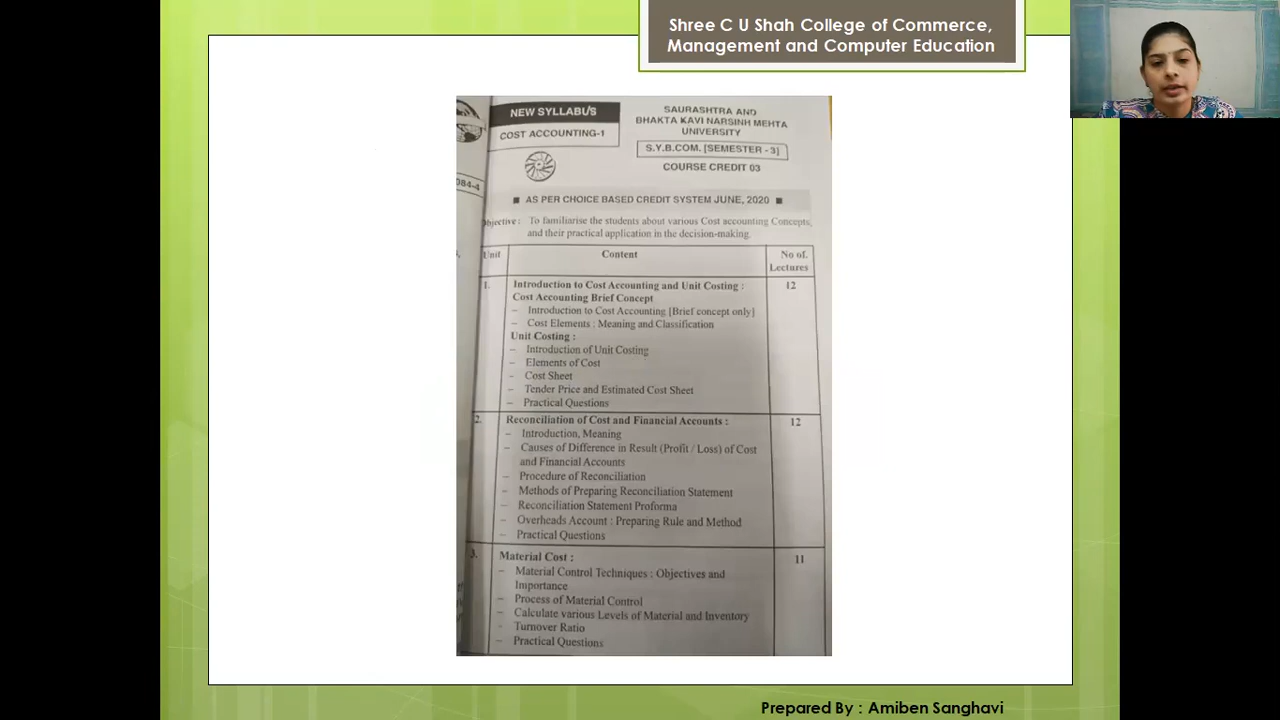 Shree C U Shah College of Commerce,
Management and Computer Education
NEW SYLLABUS
COST ACCOUNTING-1
SAURASHTRA AND
BHAKTA KAVI NARSINH MEHTA
UNIVERSITY
S.Y.B.COM. [SEMESTER - 3]
COURSE CREDIT 03
084-4
■ AS PER CHOICE BASED CREDIT SYSTEM JUNE, 2020 ■
Objective : To familiarise the students about various Cost accounting Concepts,
and their practical application in the decision-making.
Unit Content No of.
Lectures
1. Introduction to Cost Accounting and Unit Costing : 12
Cost Accounting Brief Concept
– Introduction to Cost Accounting [Brief concept only]
– Cost Elements : Meaning and Classification
Unit Costing :
– Introduction of Unit Costing
– Elements of Cost
– Cost Sheet
– Tender Price and Estimated Cost Sheet
– Practical Questions
2. Reconciliation of Cost and Financial Accounts : 12
– Introduction, Meaning
– Causes of Difference in Result (Profit / Loss) of Cost
and Financial Accounts
– Procedure of Reconciliation
– Methods of Preparing Reconciliation Statement
– Reconciliation Statement Proforma
– Overheads Account : Preparing Rule and Method
– Practical Questions
3. Material Cost : 11
– Material Control Techniques : Objectives and
Importance
– Process of Material Control
– Calculate various Levels of Material and Inventory
– Turnover Ratio
– Practical Questions
Prepared By : Amiben Sanghavi